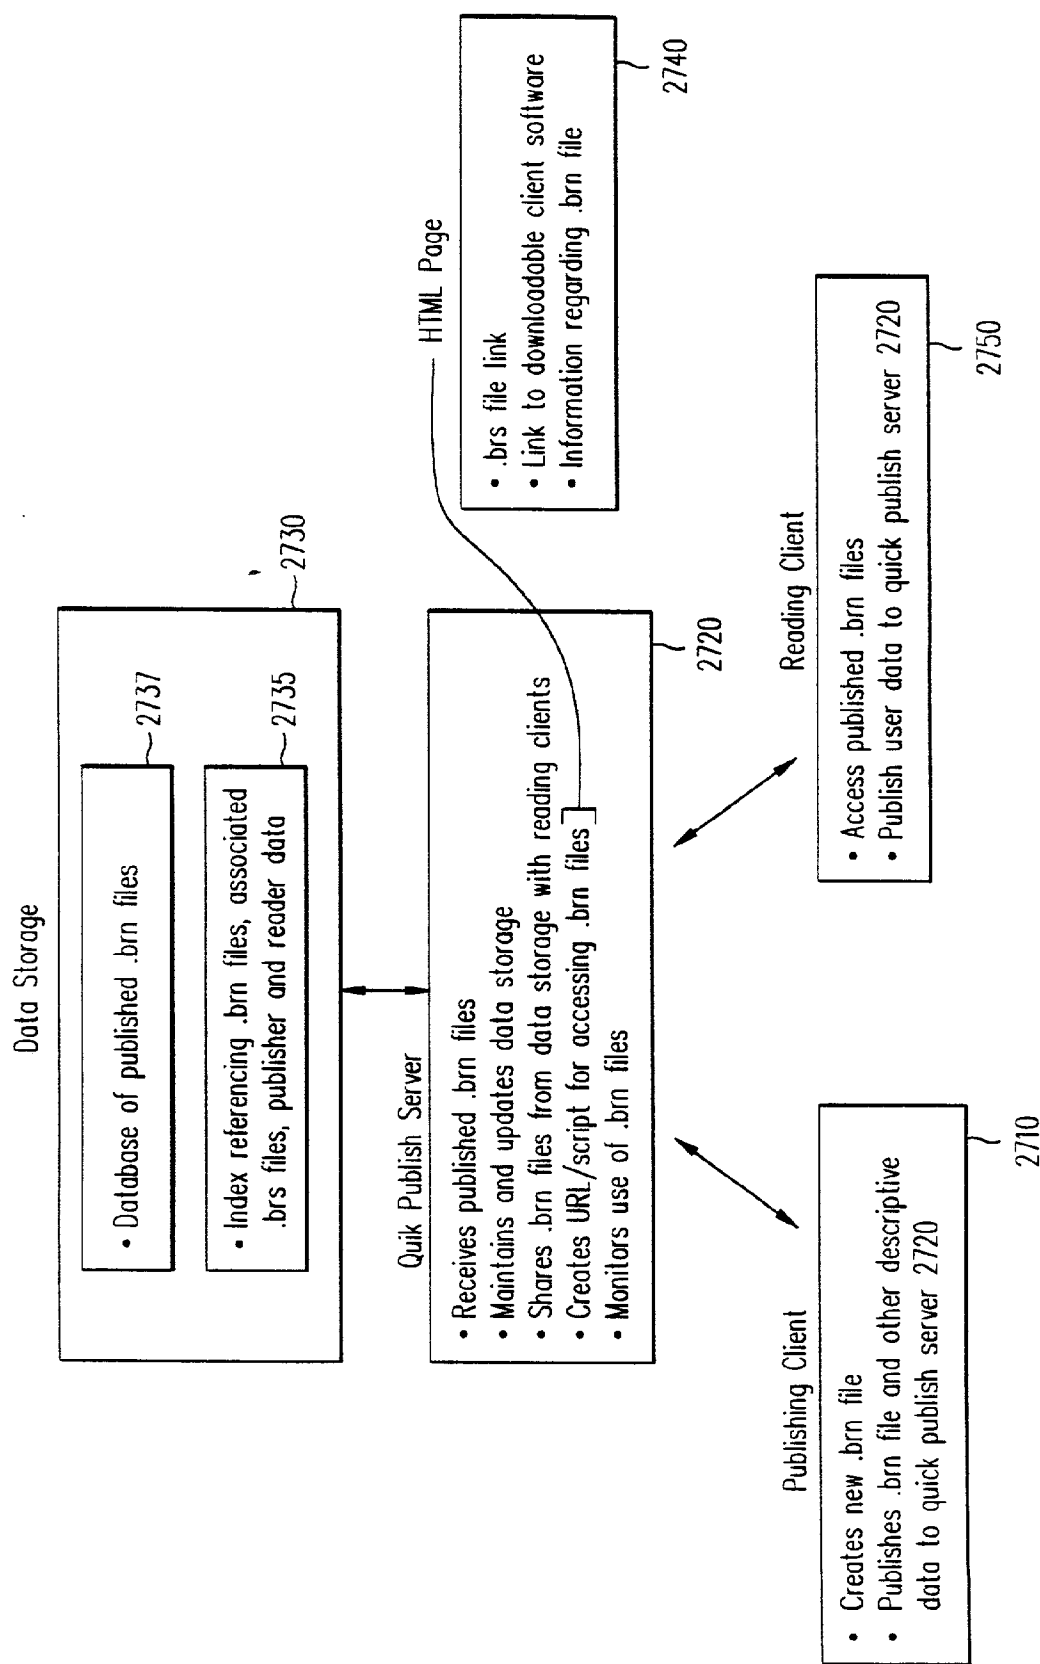 Data Storage
• Database of published .brn files
2737
• Index referencing .brn files, associated
.brs files, publisher and reader data
2735
2730
Quik Publish Server
• Receives published .brn files
• Maintains and updates data storage
• Shares .brn files from data storage with reading clients
• Creates URL/script for accessing .brn files
• Monitors use of .brn files
2720
HTML Page
• .brs file link
• Link to downloadable client software
• Information regarding .brn file
2740
Publishing Client
• Creates new .brn file
• Publishes .brn file and other descriptive
data to quick publish server 2720
2710
Reading Client
• Access published .brn files
• Publish user data to quick publish server 2720
2750